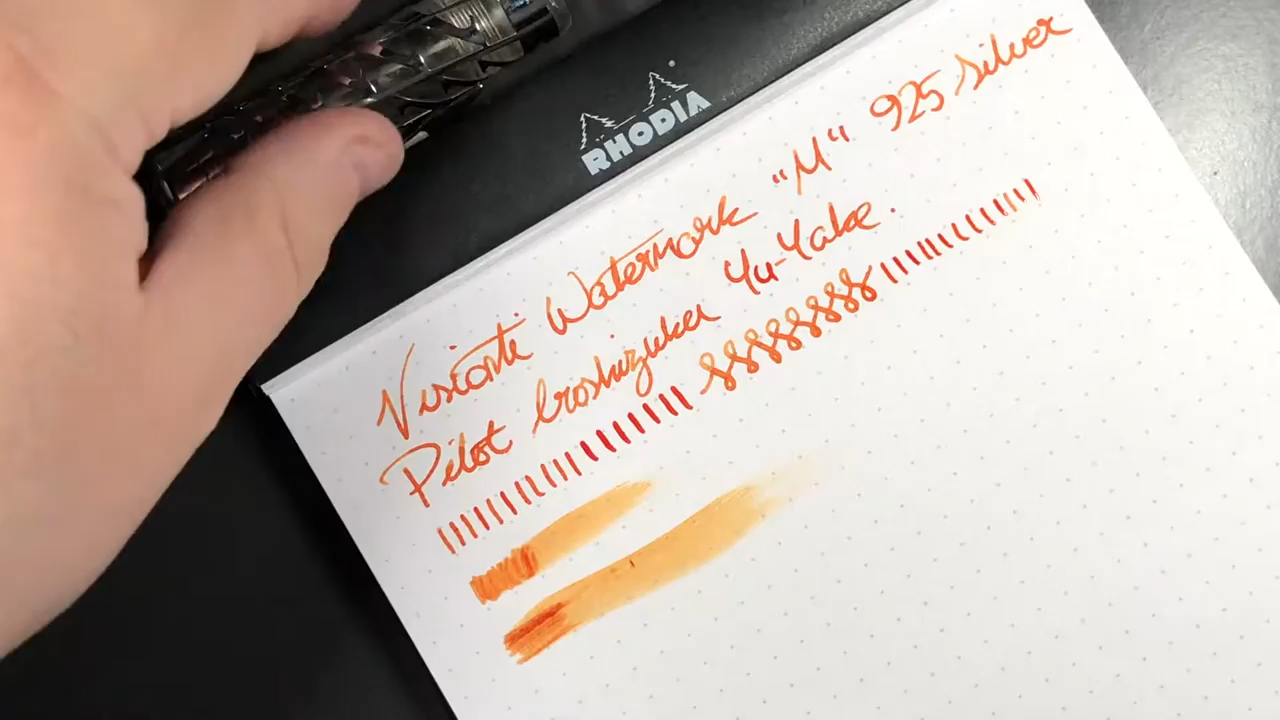 RHODIA
Visconti Watermark "M" 925 Silver
Pilot Iroshizuku Yu-Yake.